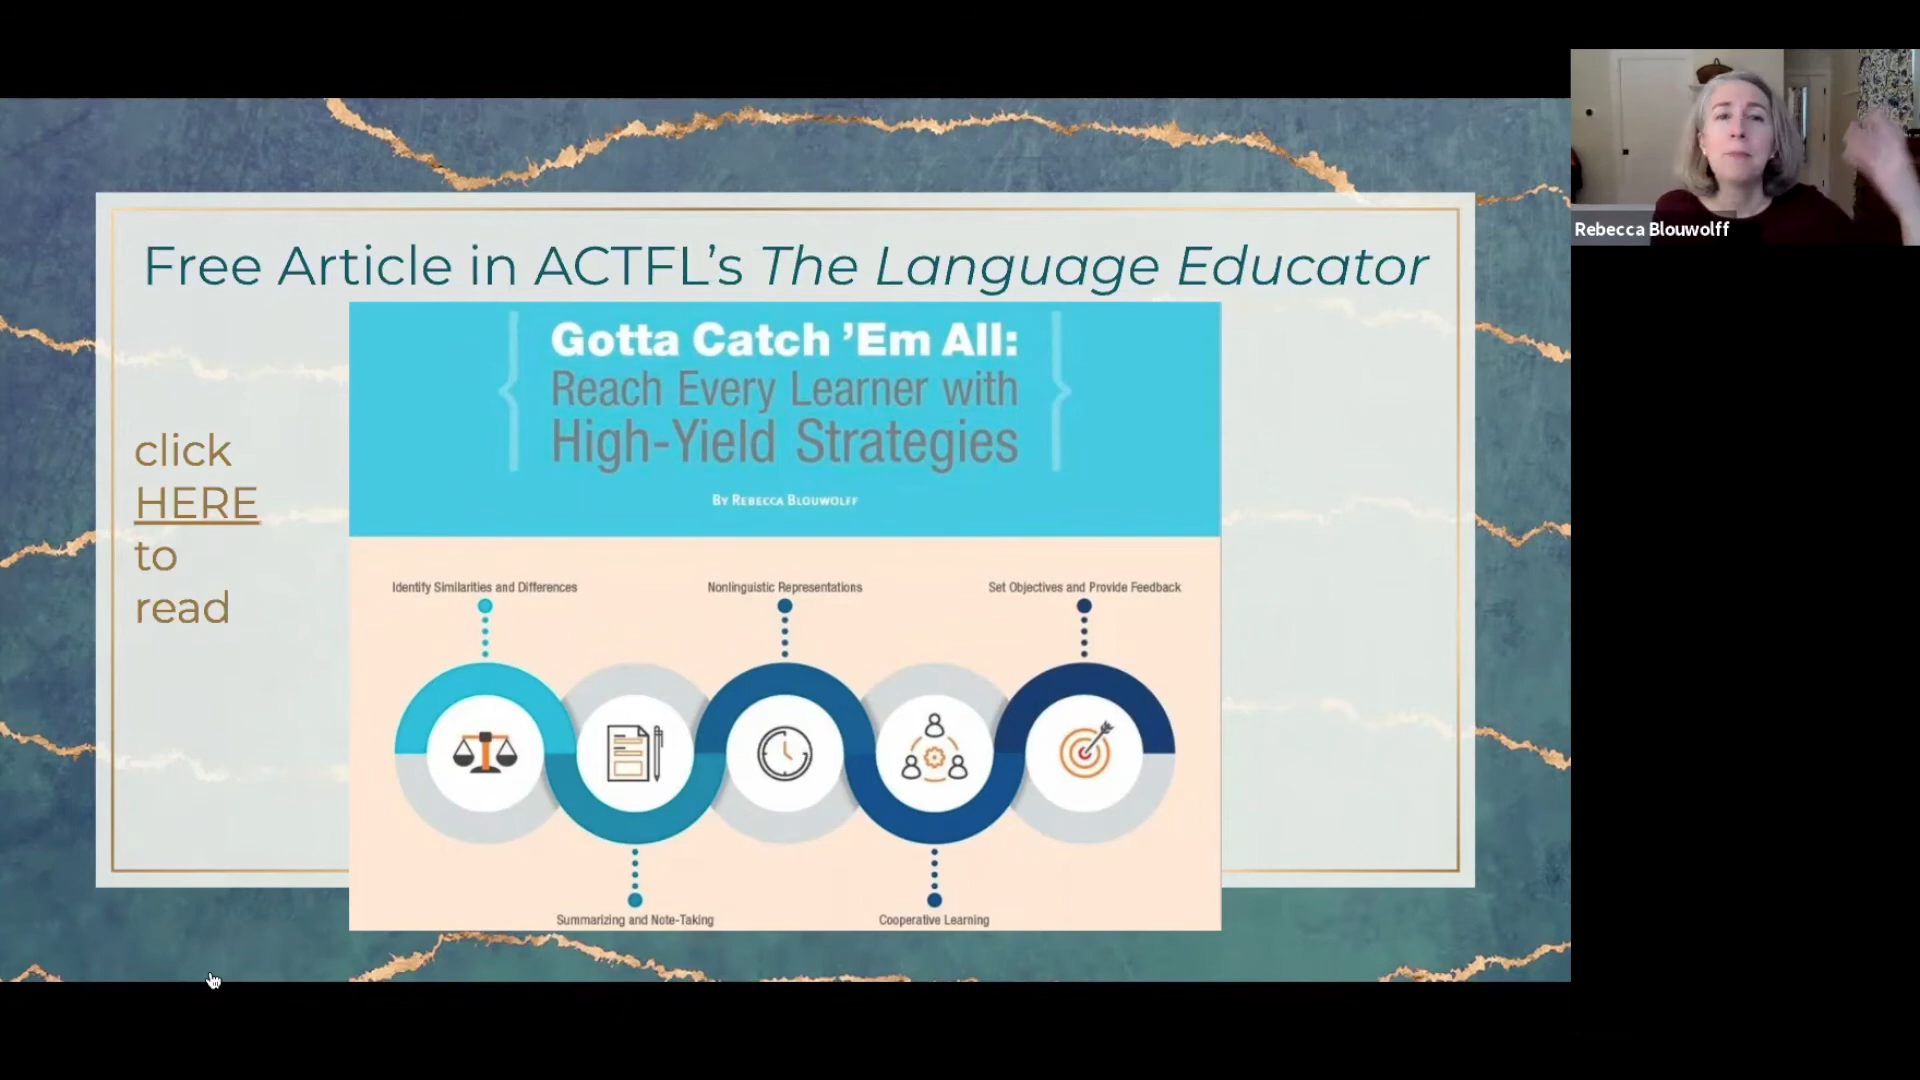 Free Article in ACTFL’s The Language Educator
Gotta Catch ’Em All:
Reach Every Learner with
High-Yield Strategies
By Rebecca Blouwolff
click
HERE
to
read
Identify Similarities and Differences
Nonlinguistic Representations
Set Objectives and Provide Feedback
Summarizing and Note-Taking
Cooperative Learning
Rebecca Blouwolff